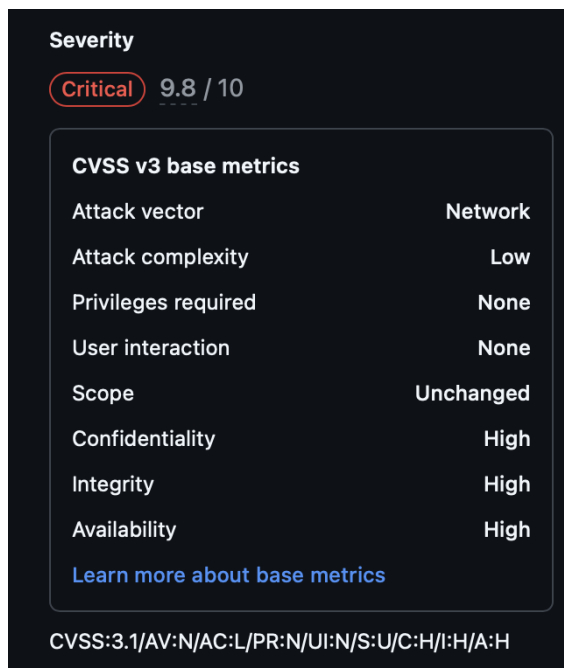 Severity
Critical 9.8 / 10
CVSS v3 base metrics
Attack vector Network
Attack complexity Low
Privileges required None
User interaction None
Scope Unchanged
Confidentiality High
Integrity High
Availability High
Learn more about base metrics
CVSS:3.1/AV:N/AC:L/PR:N/UI:N/S:U/C:H/I:H/A:H